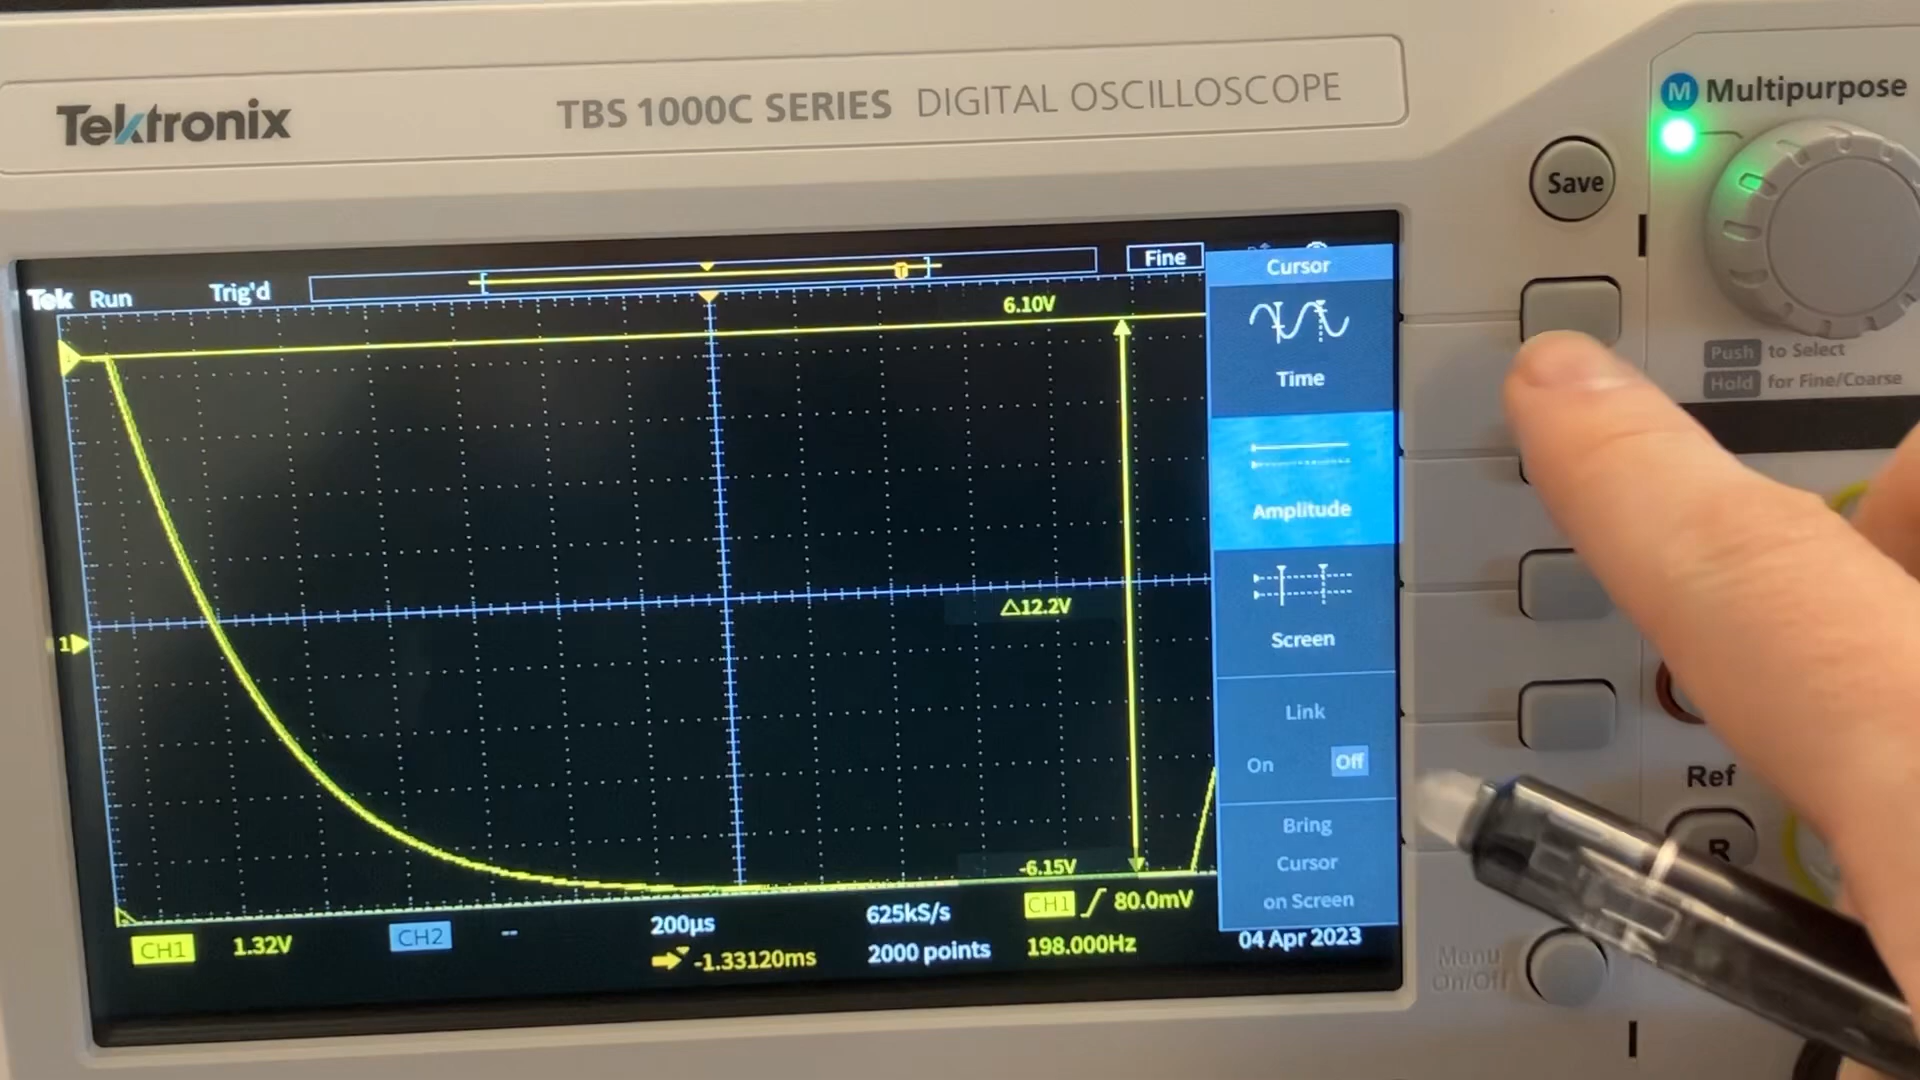 Tektronix
TBS 1000C SERIES DIGITAL OSCILLOSCOPE
M Multipurpose
Save
Push to Select
Hold for Fine/Coarse
Tek Run Trig'd
T
Fine
Cursor
6.10V
Time
Amplitude
△12.2V
1
Screen
Link
On Off
Bring
Cursor
on Screen
-6.15V
CH1 1.32V
CH2 --
200µs
-1.33120ms
625kS/s
2000 points
CH1 80.0mV
198.000Hz
04 Apr 2023
Ref
R
Menu
On/Off